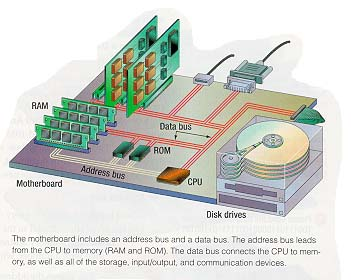 RAM
Data bus
ROM
Address bus
CPU
Motherboard
Disk drives
The motherboard includes an address bus and a data bus. The address bus leads
from the CPU to memory (RAM and ROM). The data bus connects the CPU to mem-
ory, as well as all of the storage, input/output, and communication devices.